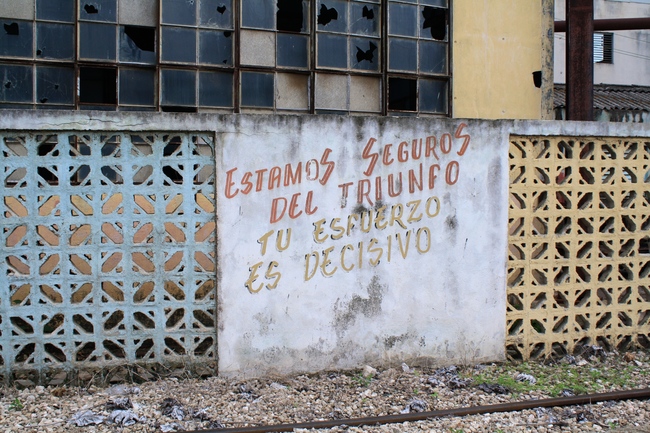 ESTAMOS SEGUROS
DEL TRIUNFO
TU ESFUERZO
ES DECISIVO